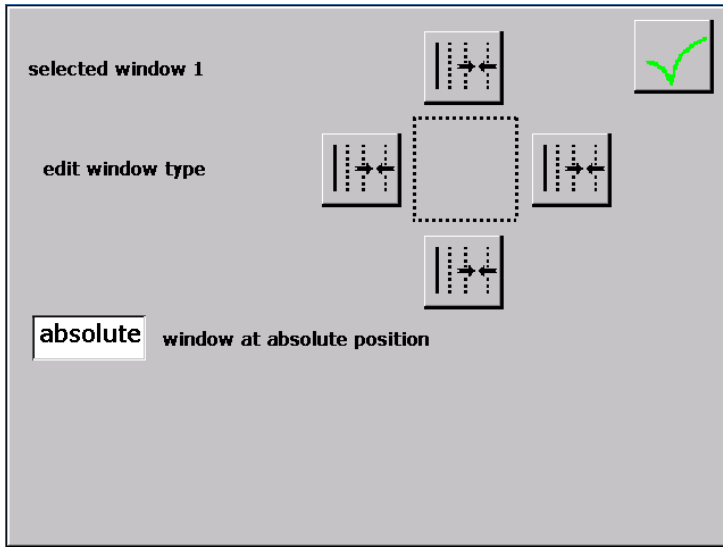 selected window 1
edit window type
absolute
window at absolute position